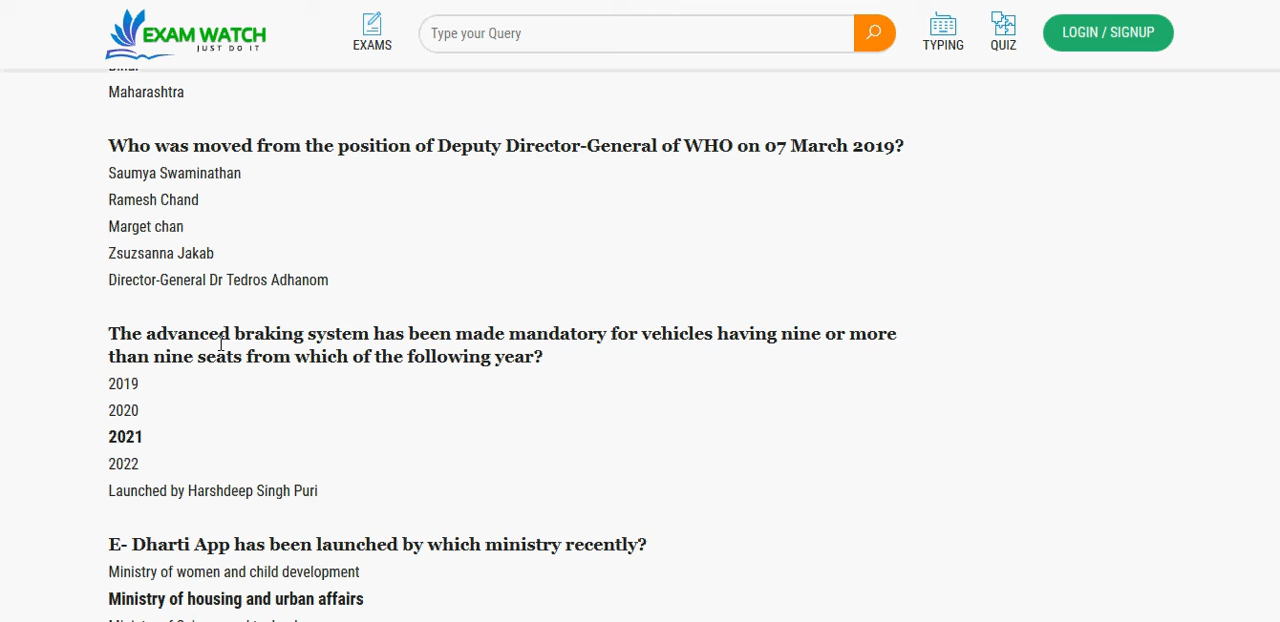 EXAM WATCH
JUST DO IT
EXAMS
Type your Query
TYPING
QUIZ
LOGIN / SIGNUP
Maharashtra
Who was moved from the position of Deputy Director-General of WHO on 07 March 2019?
Saumya Swaminathan
Ramesh Chand
Marget chan
Zsuzsanna Jakab
Director-General Dr Tedros Adhanom
The advanced braking system has been made mandatory for vehicles having nine or more
than nine seats from which of the following year?
2019
2020
2021
2022
Launched by Harshdeep Singh Puri
E- Dharti App has been launched by which ministry recently?
Ministry of women and child development
Ministry of housing and urban affairs